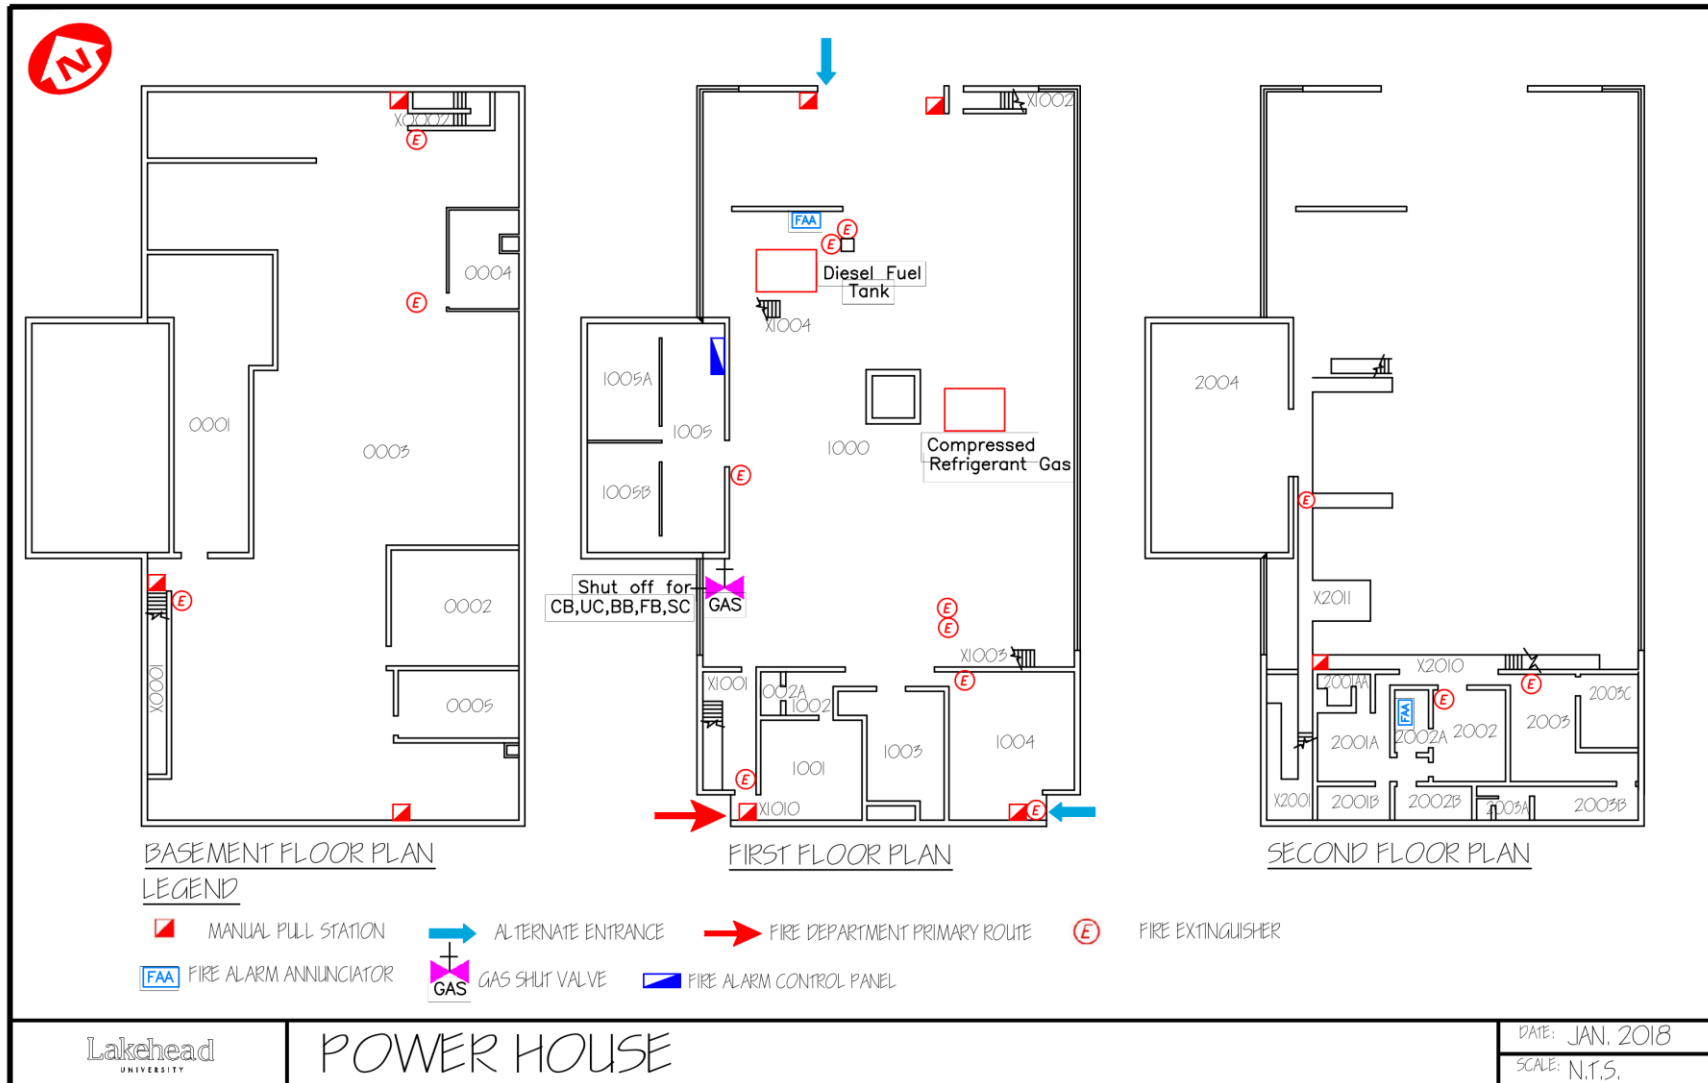 N
X0002
E
0004
E
0001
0003
E
0002
X0001
0005
BASEMENT FLOOR PLAN
X1002
FAA
E
E
Diesel Fuel
Tank
X1004
1005A
1005
1000
Compressed
Refrigerant Gas
1005B
E
Shut off for
CB,UC,BB,FB,SC
GAS
E
E
X1003
E
X1001
002A
1002
1003
1004
1001
E
X1010
E
FIRST FLOOR PLAN
2004
E
X2011
X2010
2001AA
E
E
2003C
FAA
2001A
2002A
2002
2003
X2001
2001B
2002B
2003A
2003B
SECOND FLOOR PLAN
LEGEND
MANUAL PULL STATION
ALTERNATE ENTRANCE
FIRE DEPARTMENT PRIMARY ROUTE
E
FIRE EXTINGUISHER
FAA
FIRE ALARM ANNUNCIATOR
GAS
GAS SHUT VALVE
FIRE ALARM CONTROL PANEL
Lakehead
UNIVERSITY
POWER HOUSE
DATE: JAN. 2018
SCALE: N.T.S.